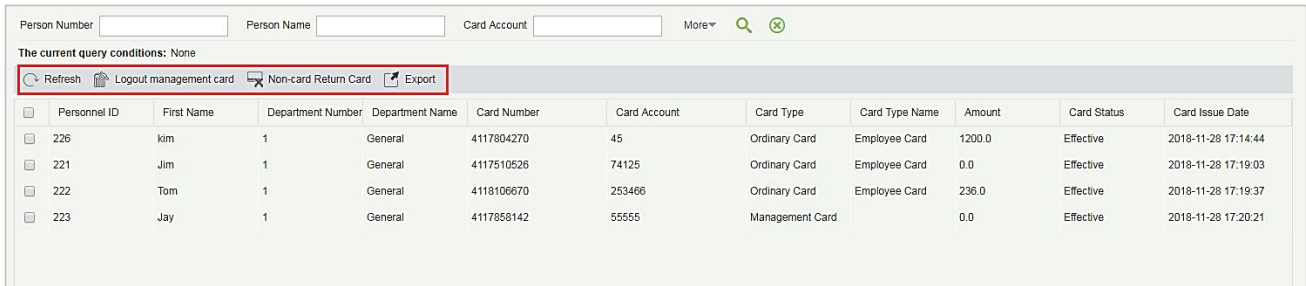 Person Number Person Name Card Account More
The current query conditions: None
Refresh Logout management card Non-card Return Card Export
Personnel ID First Name Department Number Department Name Card Number Card Account Card Type Card Type Name Amount Card Status Card Issue Date
226 kim 1 General 4117804270 45 Ordinary Card Employee Card 1200.0 Effective 2018-11-28 17:14:44
221 Jim 1 General 4117510526 74125 Ordinary Card Employee Card 0.0 Effective 2018-11-28 17:19:03
222 Tom 1 General 4118106670 253466 Ordinary Card Employee Card 236.0 Effective 2018-11-28 17:19:37
223 Jay 1 General 4117858142 55555 Management Card 0.0 Effective 2018-11-28 17:20:21